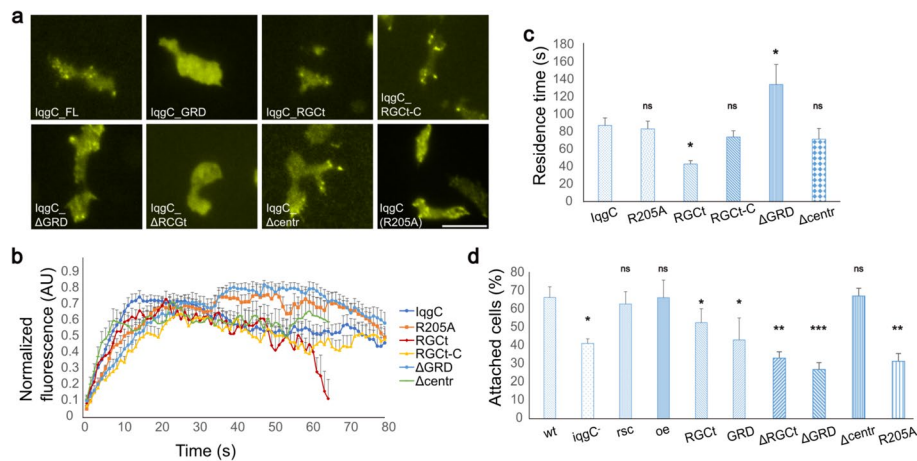 a
IqgC_FL
IqgC_GRD
IqgC_RGCt
IqgC_
RGCt-C
IqgC_
ΔGRD
IqgC_
ΔRCGt
IqgC_
Δcentr
IqgC
(R205A)
b
Normalized
fluorescence (AU)
0.9
0.8
0.7
0.6
0.5
0.4
0.3
0.2
0.1
0
0 10 20 30 40 50 60 70 80
Time (s)
IqgC
R205A
RGCt
RGCt-C
ΔGRD
Δcentr
c
Residence time (s)
180
160
140
120
100
80
60
40
20
0
ns
*
ns
*
ns
IqgC R205A RGCt RGCt-C ΔGRD Δcentr
d
Attached cells (%)
80
70
60
50
40
30
20
10
0
*
ns
ns
*
*
**
***
ns
**
wt iqgC- rsc oe RGCt GRD ΔRGCt ΔGRD Δcentr R205A